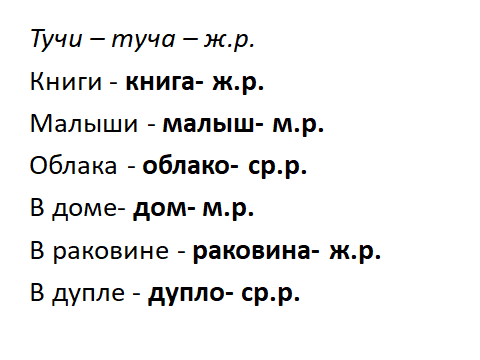 Тучи – туча – ж.р.
Книги - книга- ж.р.
Малыши - малыш- м.р.
Облака - облако- ср.р.
В доме- дом- м.р.
В раковине - раковина- ж.р.
В дупле - дупло- ср.р.